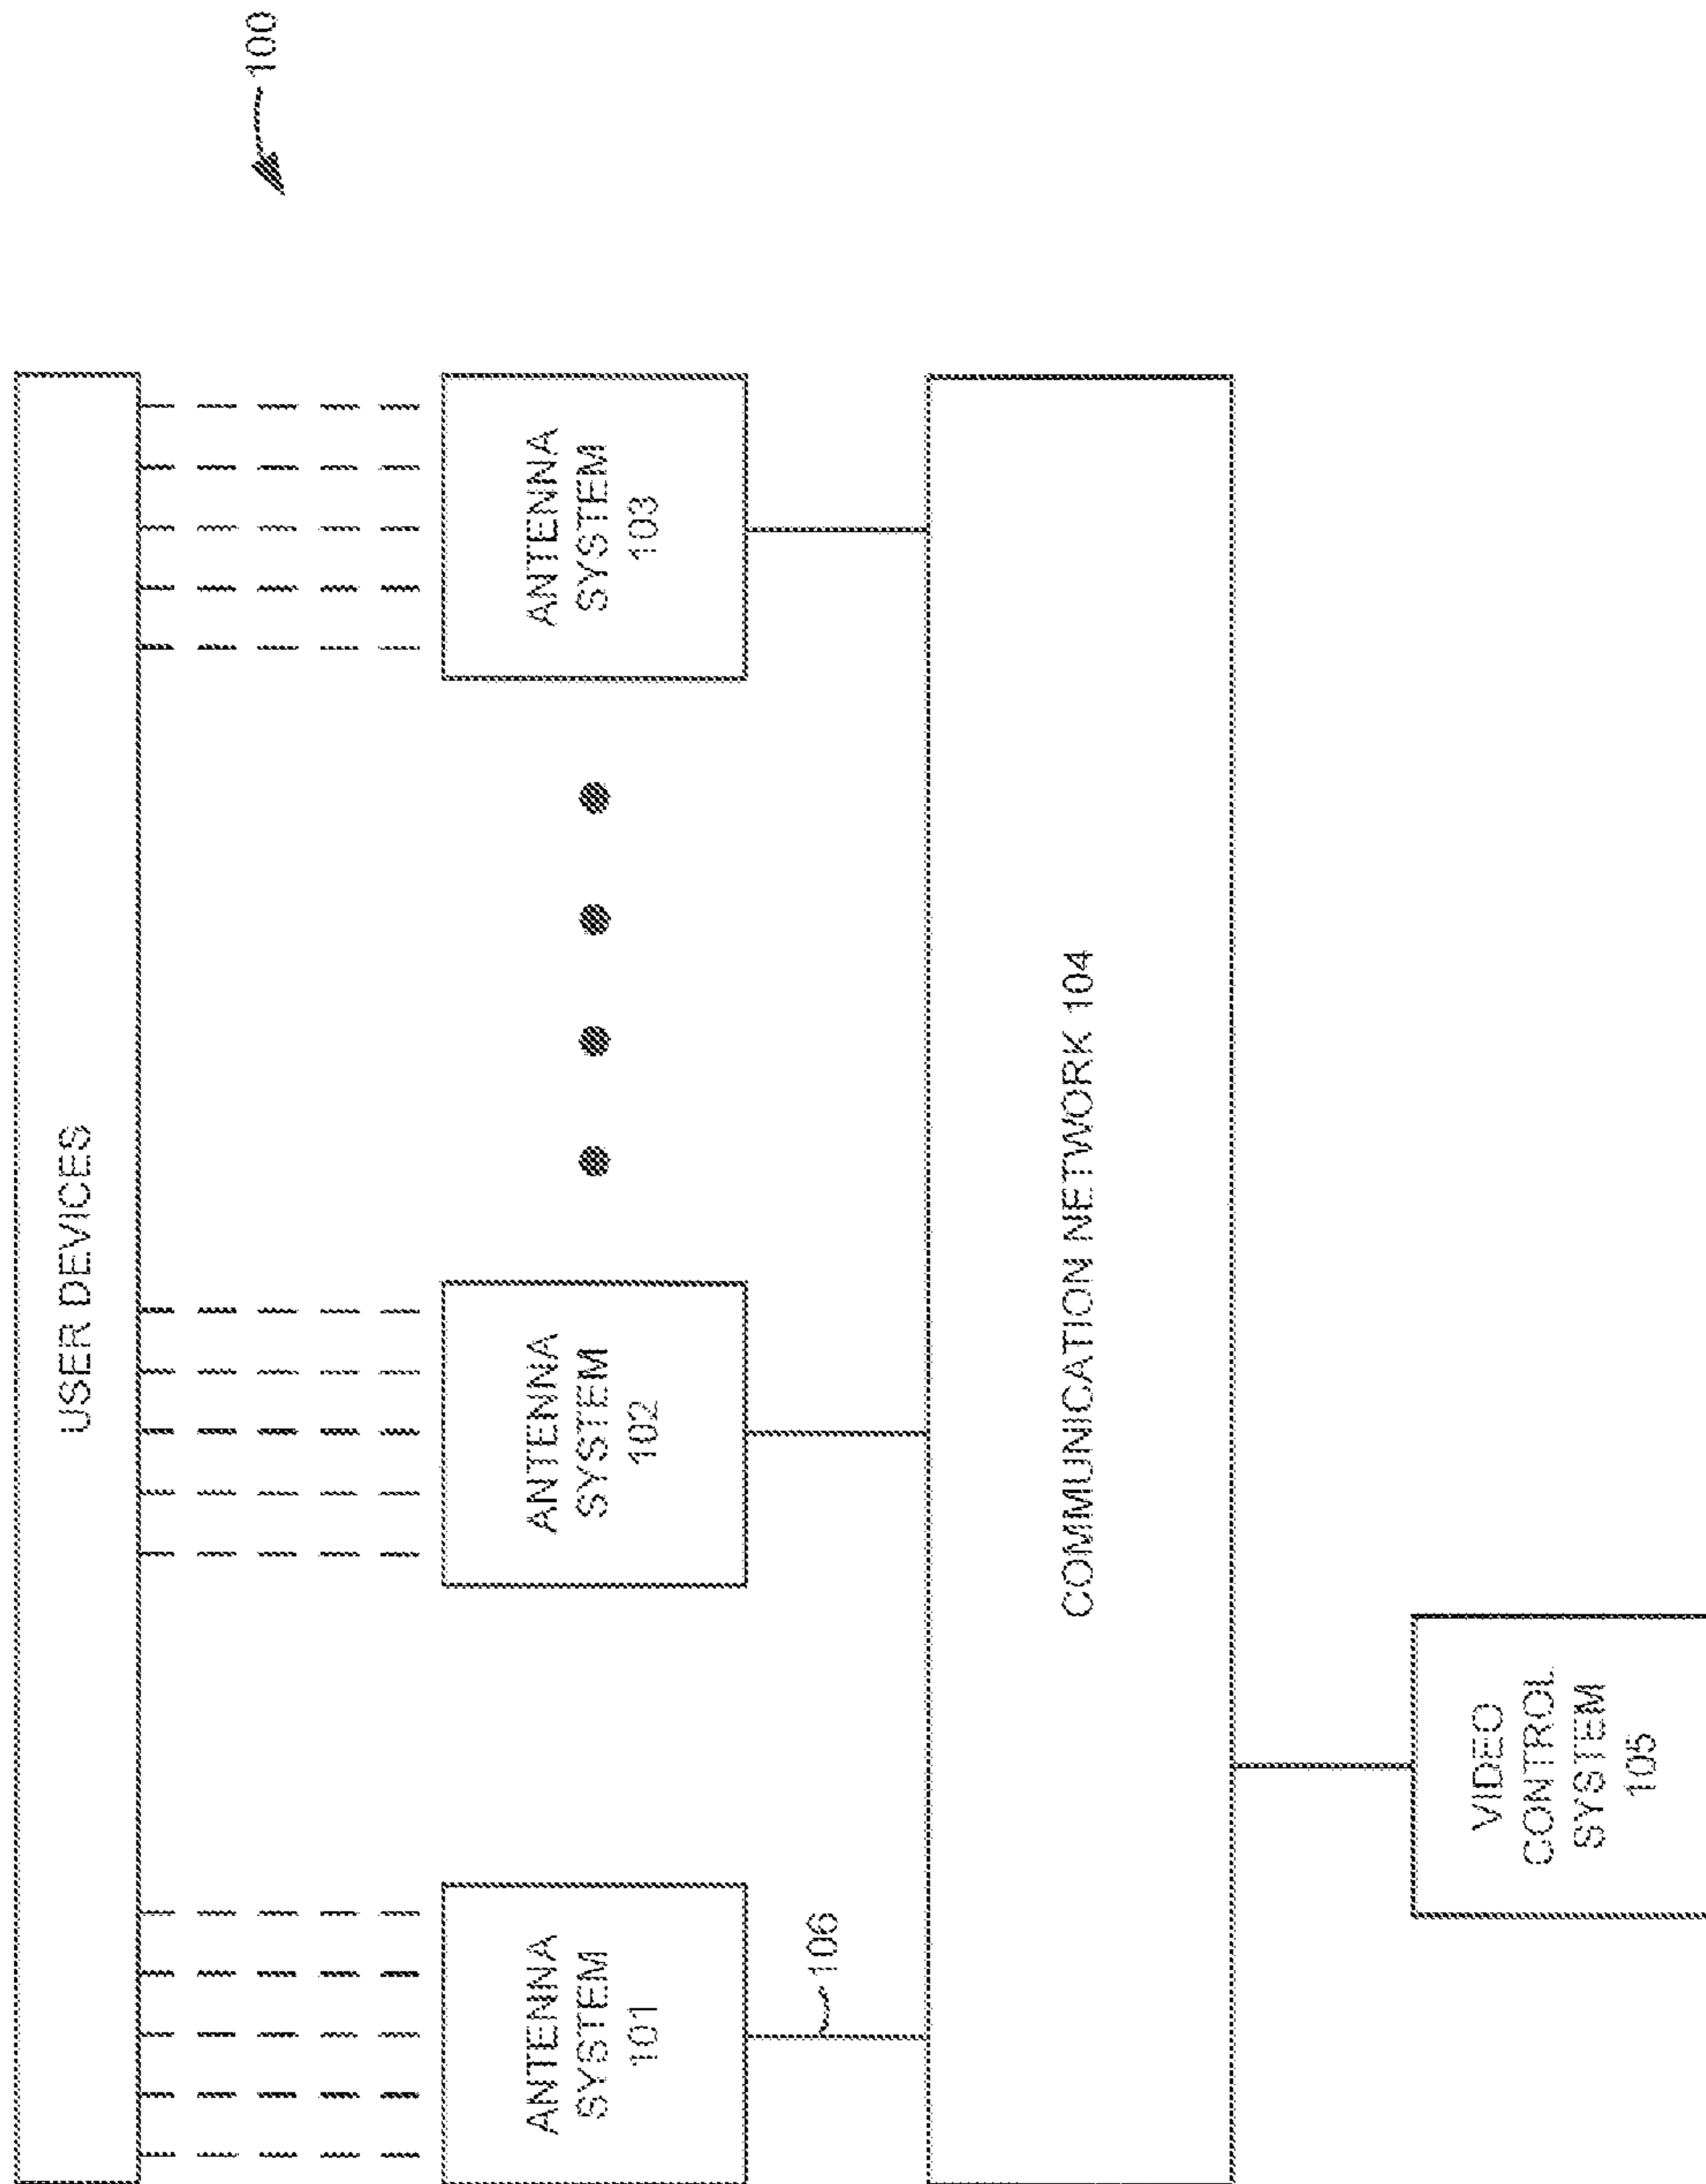 100
USER DEVICES
ANTENNA
SYSTEM
101
ANTENNA
SYSTEM
102
ANTENNA
SYSTEM
103
106
COMMUNICATION NETWORK 104
VIDEO
CONTROL
SYSTEM
105